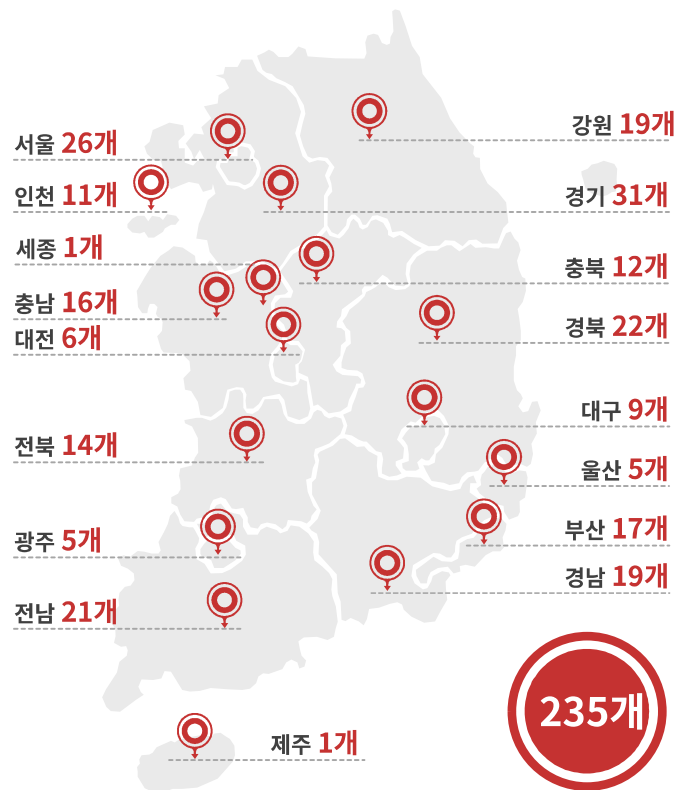 서울 26개
인천 11개
세종 1개
충남 16개
대전 6개
전북 14개
광주 5개
전남 21개
강원 19개
경기 31개
충북 12개
경북 22개
대구 9개
울산 5개
부산 17개
경남 19개
제주 1개
235개